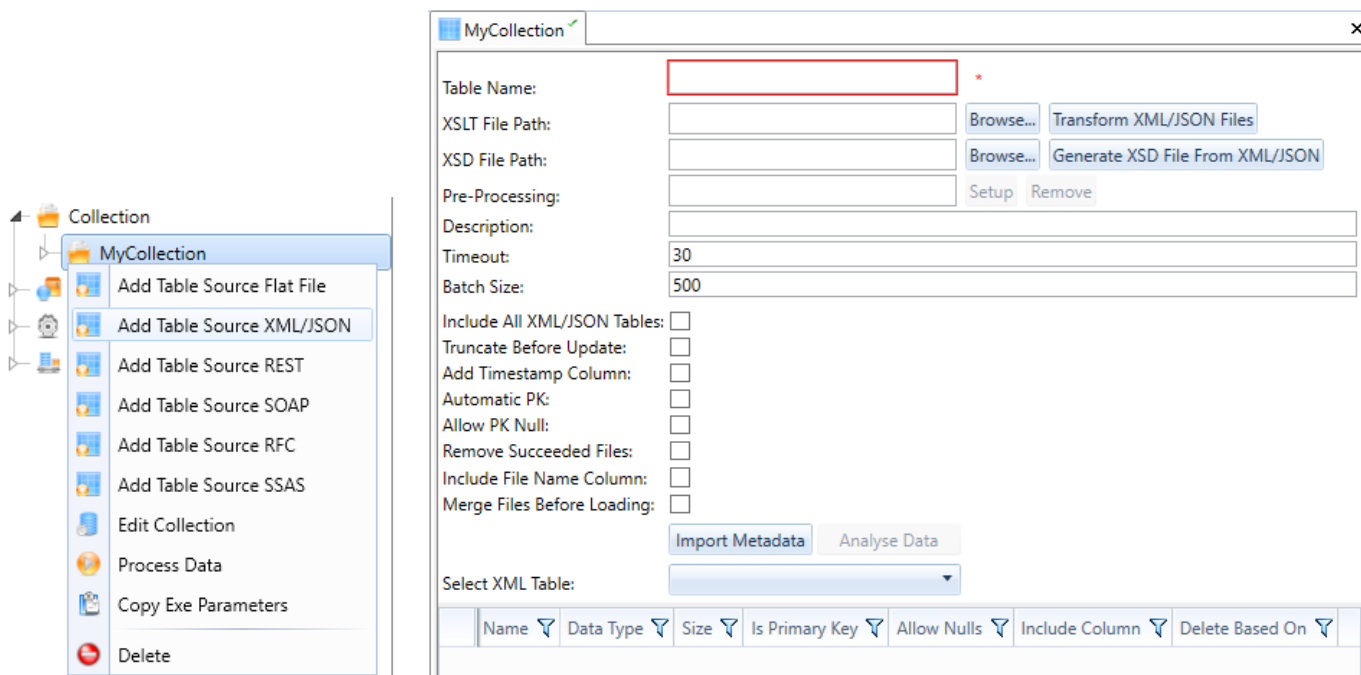 Collection
MyCollection
Add Table Source Flat File
Add Table Source XML/JSON
Add Table Source REST
Add Table Source SOAP
Add Table Source RFC
Add Table Source SSAS
Edit Collection
Process Data
Copy Exe Parameters
Delete
MyCollection
Table Name: *
XSLT File Path: Browse... Transform XML/JSON Files
XSD File Path: Browse... Generate XSD File From XML/JSON
Pre-Processing: Setup Remove
Description:
Timeout: 30
Batch Size: 500
Include All XML/JSON Tables:
Truncate Before Update:
Add Timestamp Column:
Automatic PK:
Allow PK Null:
Remove Succeeded Files:
Include File Name Column:
Merge Files Before Loading:
Import Metadata Analyse Data
Select XML Table:
Name Data Type Size Is Primary Key Allow Nulls Include Column Delete Based On